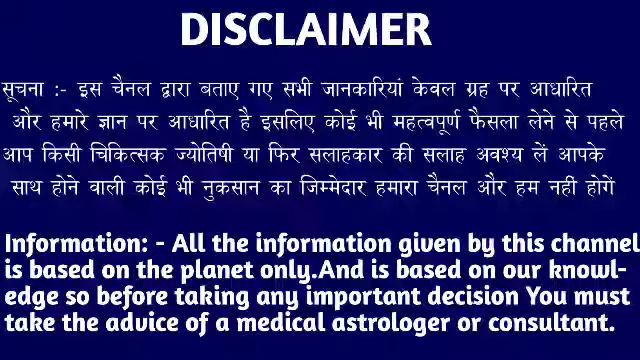 DISCLAIMER
सूचना :- इस चैनल द्वारा बताए गए सभी जानकारियां केवल ग्रह पर आधारित
और हमारे ज्ञान पर आधारित है इसलिए कोई भी महत्वपूर्ण फैसला लेने से पहले
आप किसी चिकित्सक ज्योतिषी या फिर सलाहकार की सलाह अवश्य लें आपके
साथ होने वाली कोई भी नुकसान का जिम्मेदार हमारा चैनल और हम नही होगें
Information: - All the information given by this channel
is based on the planet only.And is based on our knowl-
edge so before taking any important decision You must
take the advice of a medical astrologer or consultant.